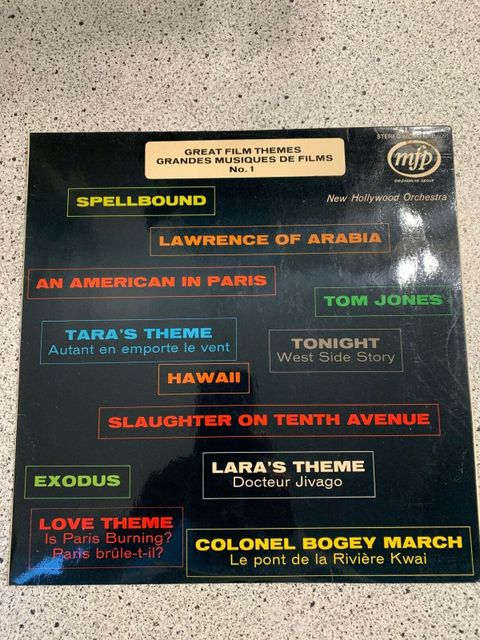 GREAT FILM THEMES
GRANDES MUSIQUES DE FILMS
No. 1
mfp
New Hollywood Orchestra
SPELLBOUND
LAWRENCE OF ARABIA
AN AMERICAN IN PARIS
TOM JONES
TARA'S THEME
Autant en emporte le vent
TONIGHT
West Side Story
HAWAII
SLAUGHTER ON TENTH AVENUE
LARA'S THEME
Docteur Jivago
EXODUS
LOVE THEME
Is Paris Burning?
Paris brûle-t-il?
COLONEL BOGEY MARCH
Le pont de la Rivière Kwai